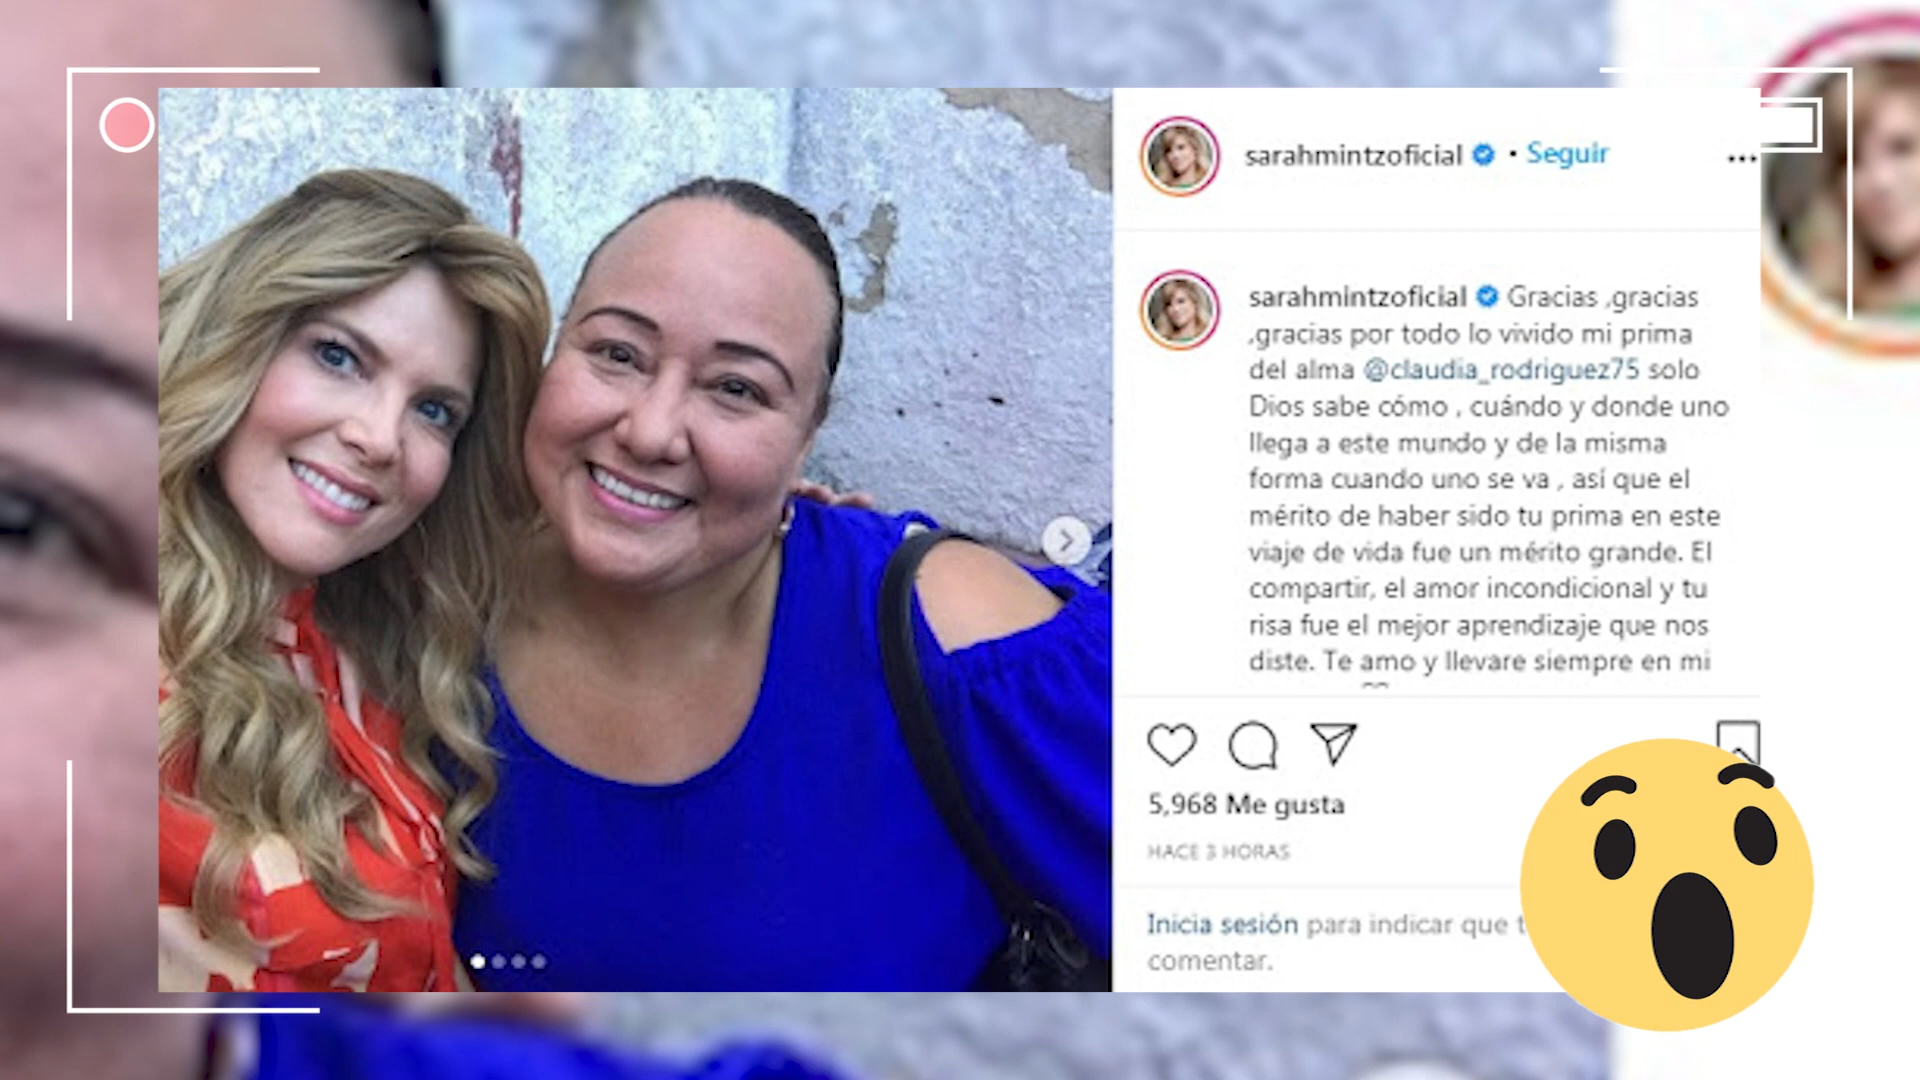 sarahmintzoficial • Seguir
sarahmintzoficial Gracias ,gracias
,gracias por todo lo vivido mi prima
del alma @claudia_rodriguez75 solo
Dios sabe cómo , cuándo y donde uno
llega a este mundo y de la misma
forma cuando uno se va , así que el
mérito de haber sido tu prima en este
viaje de vida fue un mérito grande. El
compartir, el amor incondicional y tu
risa fue el mejor aprendizaje que nos
diste. Te amo y llevare siempre en mi
5,968 Me gusta
HACE 3 HORAS
Inicia sesión para indicar que t
comentar.